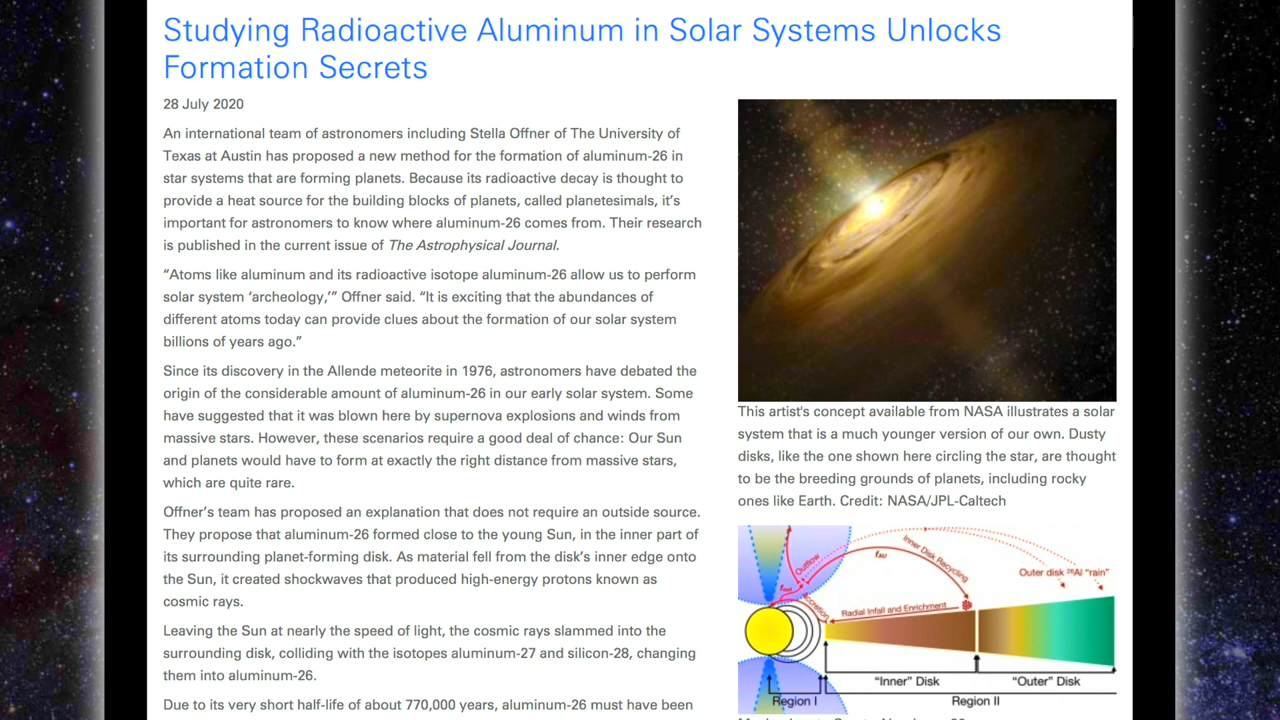 Studying Radioactive Aluminum in Solar Systems Unlocks
Formation Secrets
28 July 2020
An international team of astronomers including Stella Offner of The University of
Texas at Austin has proposed a new method for the formation of aluminum-26 in
star systems that are forming planets. Because its radioactive decay is thought to
provide a heat source for the building blocks of planets, called planetesimals, it's
important for astronomers to know where aluminum-26 comes from. Their research
is published in the current issue of The Astrophysical Journal.
“Atoms like aluminum and its radioactive isotope aluminum-26 allow us to perform
solar system ‘archeology,’” Offner said. “It is exciting that the abundances of
different atoms today can provide clues about the formation of our solar system
billions of years ago.”
Since its discovery in the Allende meteorite in 1976, astronomers have debated the
origin of the considerable amount of aluminum-26 in our early solar system. Some
have suggested that it was blown here by supernova explosions and winds from
massive stars. However, these scenarios require a good deal of chance: Our Sun
and planets would have to form at exactly the right distance from massive stars,
which are quite rare.
Offner's team has proposed an explanation that does not require an outside source.
They propose that aluminum-26 formed close to the young Sun, in the inner part of
its surrounding planet-forming disk. As material fell from the disk's inner edge onto
the Sun, it created shockwaves that produced high-energy protons known as
cosmic rays.
Leaving the Sun at nearly the speed of light, the cosmic rays slammed into the
surrounding disk, colliding with the isotopes aluminum-27 and silicon-28, changing
them into aluminum-26.
Due to its very short half-life of about 770,000 years, aluminum-26 must have been
This artist's concept available from NASA illustrates a solar
system that is a much younger version of our own. Dusty
disks, like the one shown here circling the star, are thought
to be the breeding grounds of planets, including rocky
ones like Earth. Credit: NASA/JPL-Caltech
Outflow
Inner Disk Recycling
Outer disk ²⁶Al “rain”
Accretion
Radial Infall and Enrichment
“Inner” Disk
“Outer” Disk
Region I
Region II